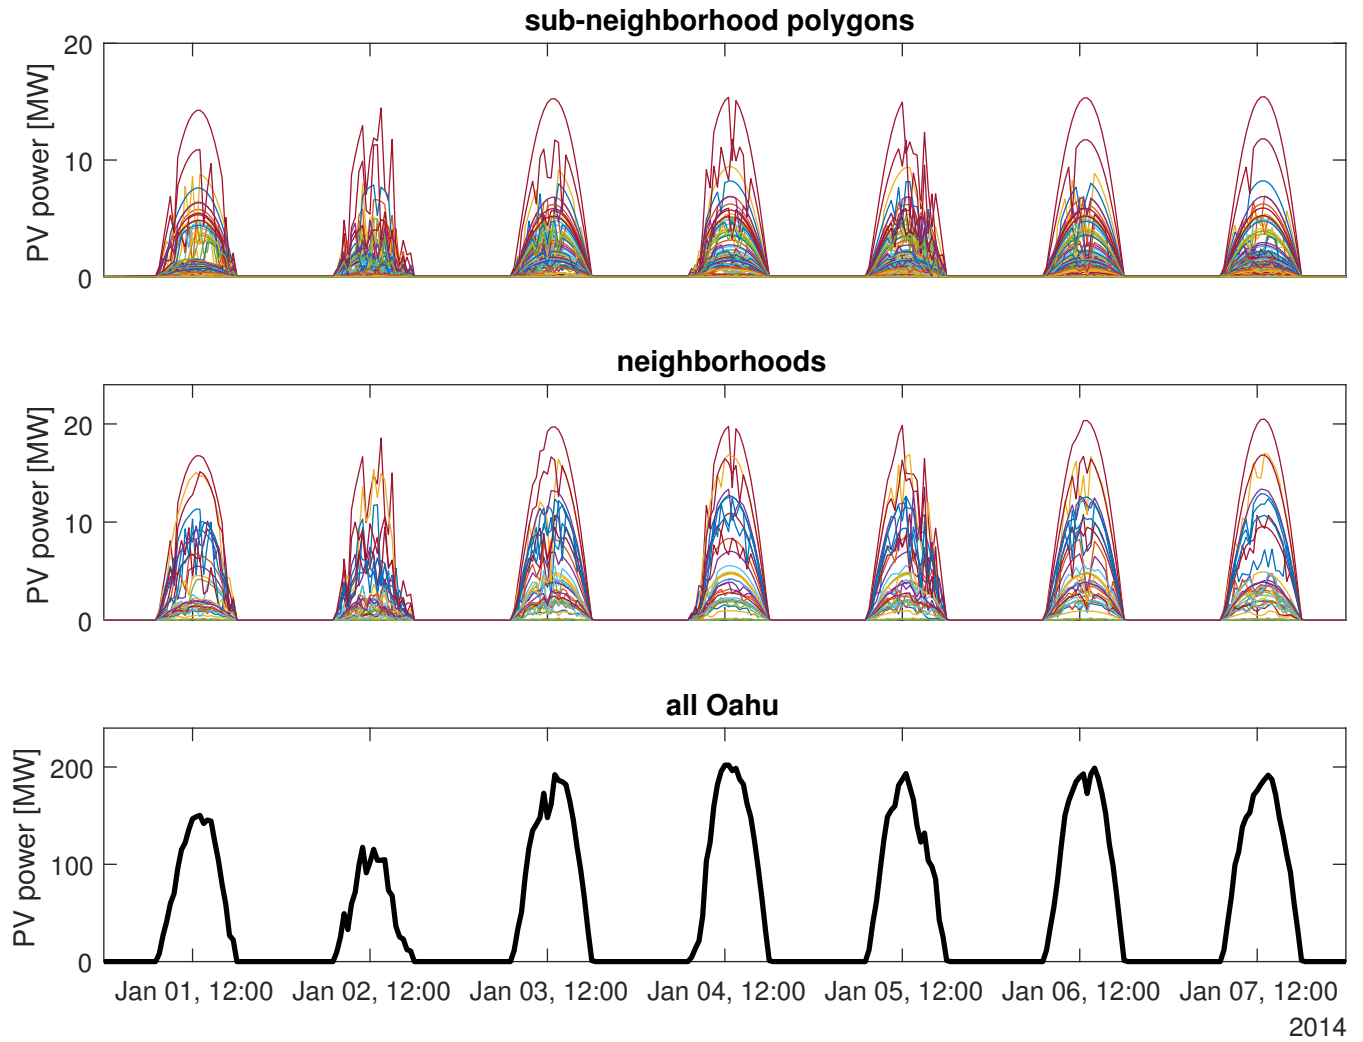 sub-neighborhood polygons
PV power [MW]
20
10
0
neighborhoods
PV power [MW]
20
10
0
all Oahu
PV power [MW]
200
100
0
Jan 01, 12:00 Jan 02, 12:00 Jan 03, 12:00 Jan 04, 12:00 Jan 05, 12:00 Jan 06, 12:00 Jan 07, 12:00
2014